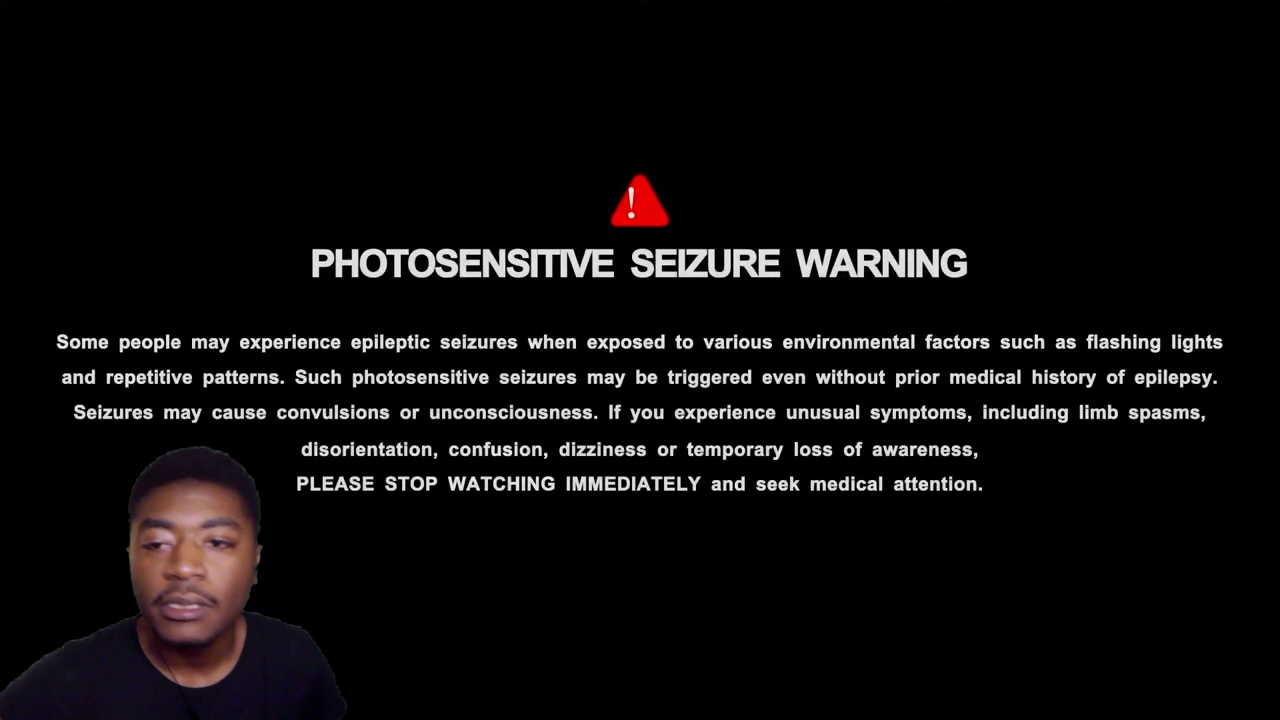 !
PHOTOSENSITIVE SEIZURE WARNING
Some people may experience epileptic seizures when exposed to various environmental factors such as flashing lights
and repetitive patterns. Such photosensitive seizures may be triggered even without prior medical history of epilepsy.
Seizures may cause convulsions or unconsciousness. If you experience unusual symptoms, including limb spasms,
disorientation, confusion, dizziness or temporary loss of awareness,
PLEASE STOP WATCHING IMMEDIATELY and seek medical attention.